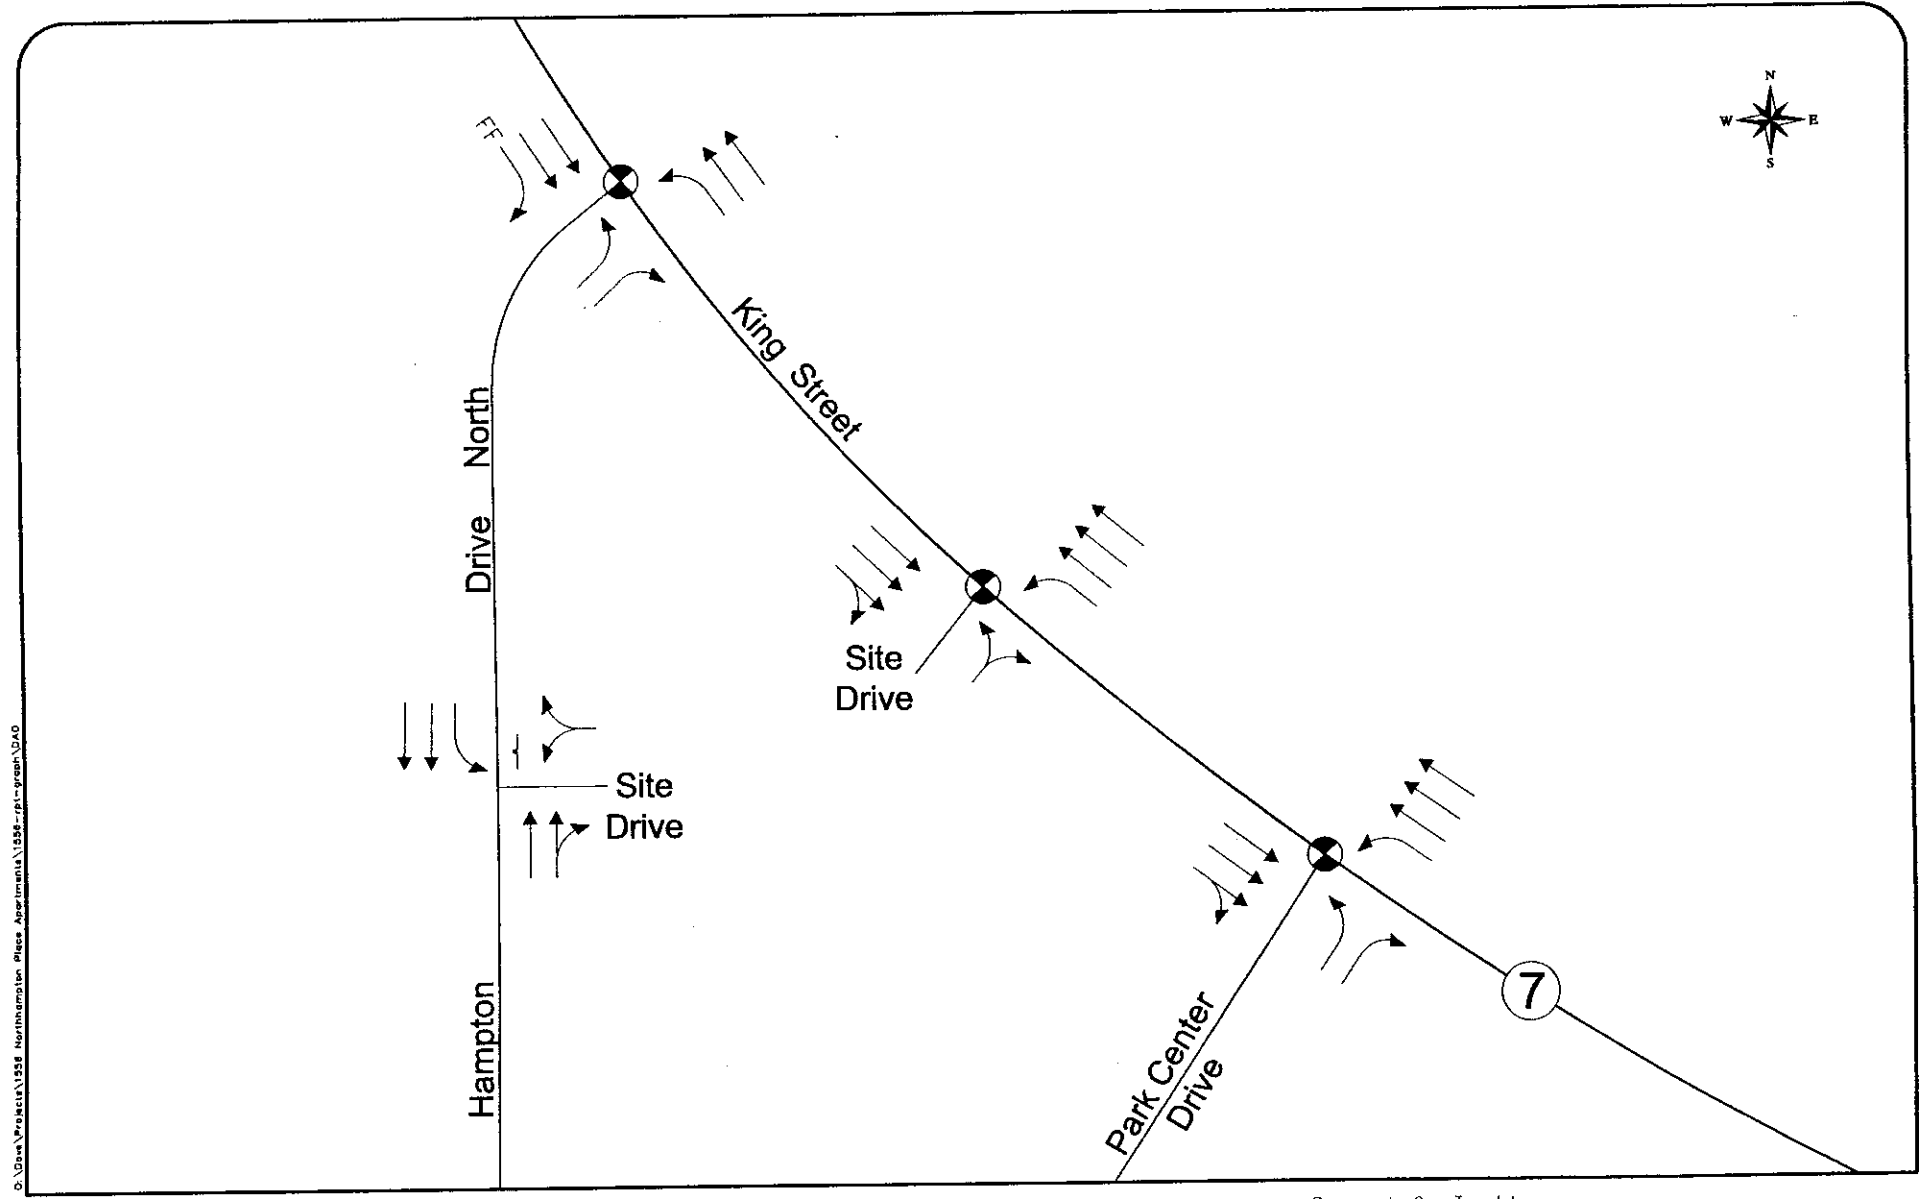 N
W E
S
FF
King Street
Hampton Drive North
Site
Drive
Site
Drive
7
Park Center
Drive